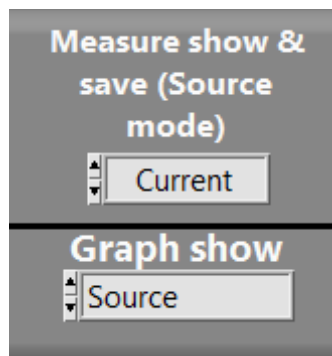 Measure show &
save (Source
mode)
Current
Graph show
Source